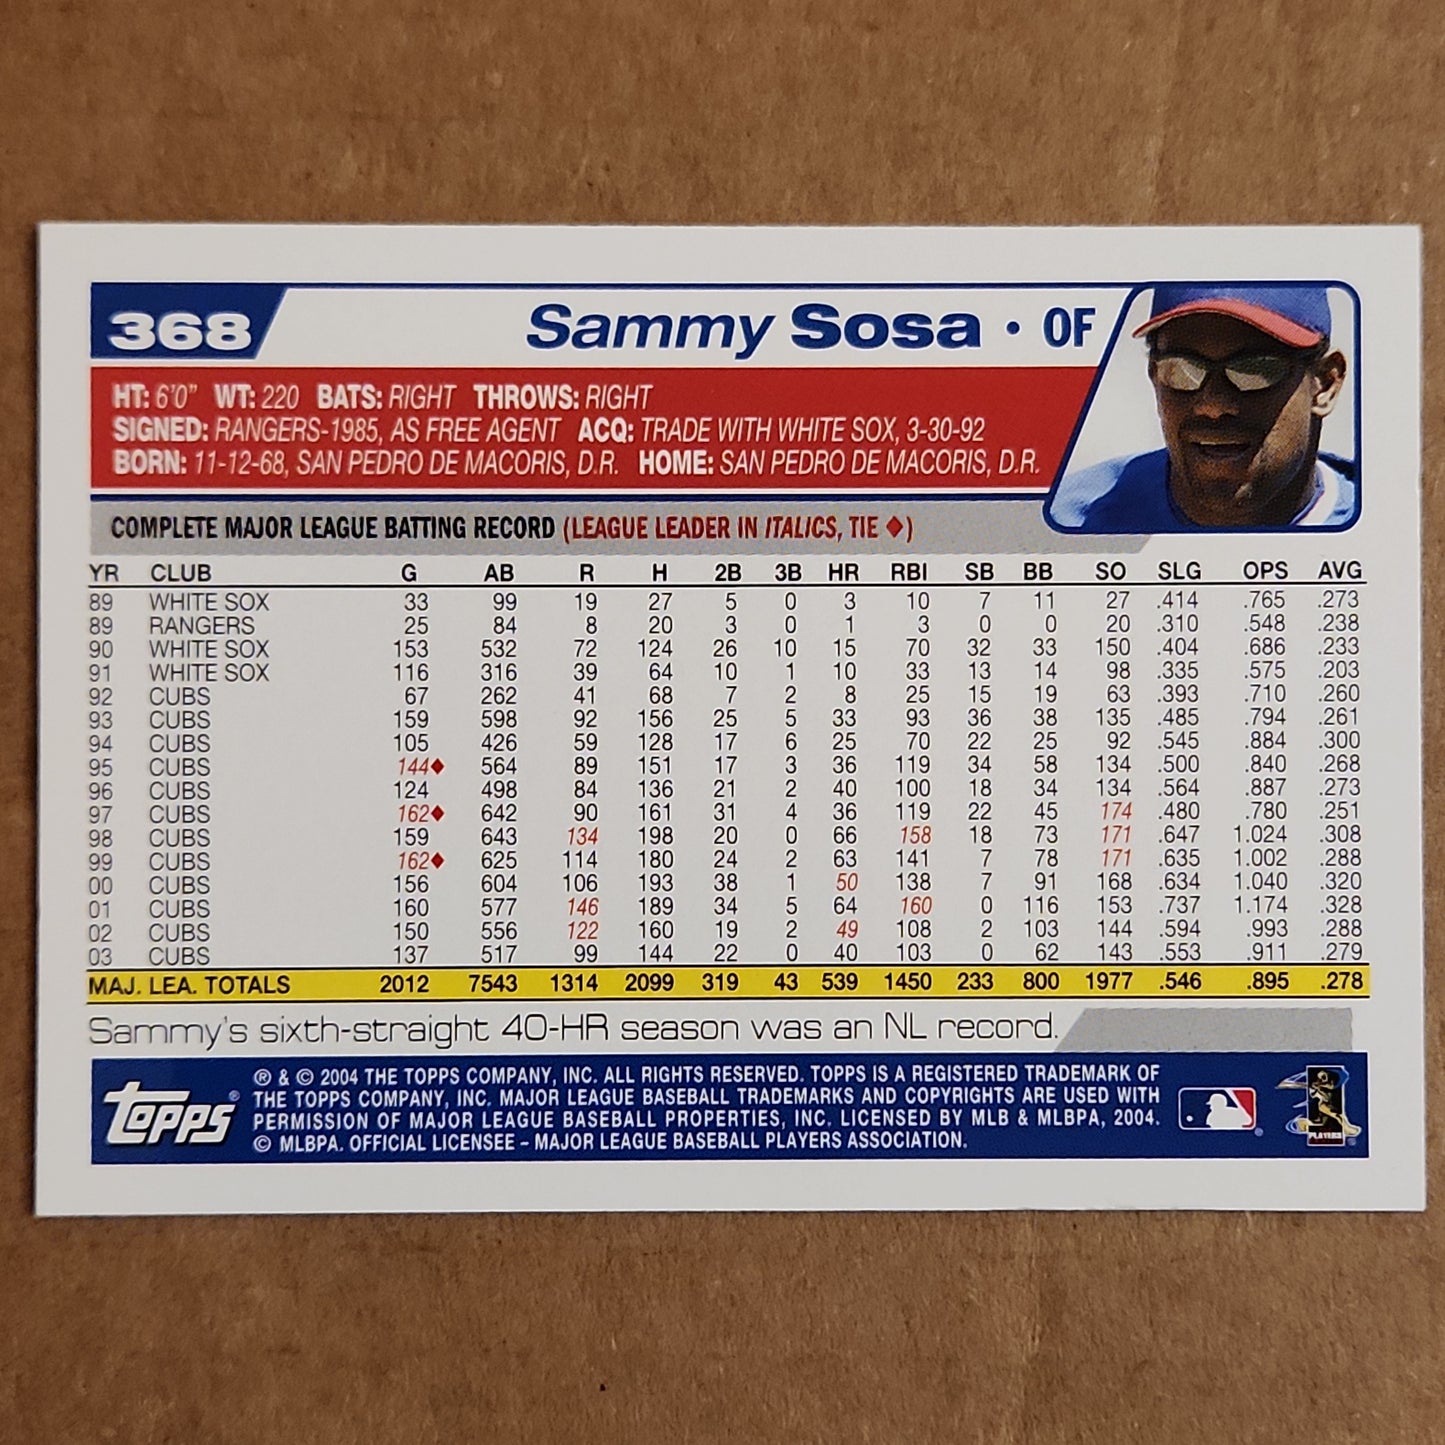 368 Sammy Sosa • OF
HT: 6'0" WT: 220 BATS: RIGHT THROWS: RIGHT
SIGNED: RANGERS-1985, AS FREE AGENT ACQ: TRADE WITH WHITE SOX, 3-30-92
BORN: 11-12-68, SAN PEDRO DE MACORIS, D.R. HOME: SAN PEDRO DE MACORIS, D.R.
COMPLETE MAJOR LEAGUE BATTING RECORD (LEAGUE LEADER IN ITALICS, TIE ♦)
YR CLUB G AB R H 2B 3B HR RBI SB BB SO SLG OPS AVG
89 WHITE SOX 33 99 19 27 5 0 3 10 7 11 27 .414 .765 .273
89 RANGERS 25 84 8 20 3 0 1 3 0 0 20 .310 .548 .238
90 WHITE SOX 153 532 72 124 26 10 15 70 32 33 150 .404 .686 .233
91 WHITE SOX 116 316 39 64 10 1 10 33 13 14 98 .335 .575 .203
92 CUBS 67 262 41 68 7 2 8 25 15 19 63 .393 .710 .260
93 CUBS 159 598 92 156 25 5 33 93 36 38 135 .485 .794 .261
94 CUBS 105 426 59 128 17 6 25 70 22 25 92 .545 .884 .300
95 CUBS 144♦ 564 89 151 17 3 36 119 34 58 134 .500 .840 .268
96 CUBS 124 498 84 136 21 2 40 100 18 34 134 .564 .887 .273
97 CUBS 162♦ 642 90 161 31 4 36 119 22 45 174 .480 .780 .251
98 CUBS 159 643 134 198 20 0 66 158 18 73 171 .647 1.024 .308
99 CUBS 162♦ 625 114 180 24 2 63 141 7 78 171 .635 1.002 .288
00 CUBS 156 604 106 193 38 1 50 138 7 91 168 .634 1.040 .320
01 CUBS 160 577 146 189 34 5 64 160 0 116 153 .737 1.174 .328
02 CUBS 150 556 122 160 19 2 49 108 2 103 144 .594 .993 .288
03 CUBS 137 517 99 144 22 0 40 103 0 62 143 .553 .911 .279
MAJ. LEA. TOTALS 2012 7543 1314 2099 319 43 539 1450 233 800 1977 .546 .895 .278
Sammy's sixth-straight 40-HR season was an NL record.
topps®
® & © 2004 THE TOPPS COMPANY, INC. ALL RIGHTS RESERVED. TOPPS IS A REGISTERED TRADEMARK OF
THE TOPPS COMPANY, INC. MAJOR LEAGUE BASEBALL TRADEMARKS AND COPYRIGHTS ARE USED WITH
PERMISSION OF MAJOR LEAGUE BASEBALL PROPERTIES, INC. LICENSED BY MLB & MLBPA, 2004.
© MLBPA. OFFICIAL LICENSEE – MAJOR LEAGUE BASEBALL PLAYERS ASSOCIATION.
PLAYERS